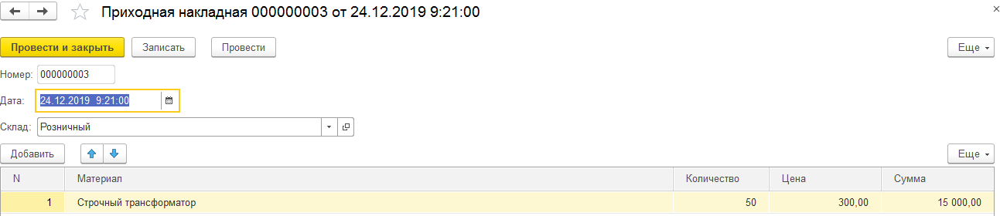 Приходная накладная 000000003 от 24.12.2019 9:21:00
Провести и закрыть Записать Провести Еще
Номер: 000000003
Дата: 24.12.2019 9:21:00
Склад: Розничный
Добавить Еще
N Материал Количество Цена Сумма
1 Строчный трансформатор 50 300,00 15 000,00